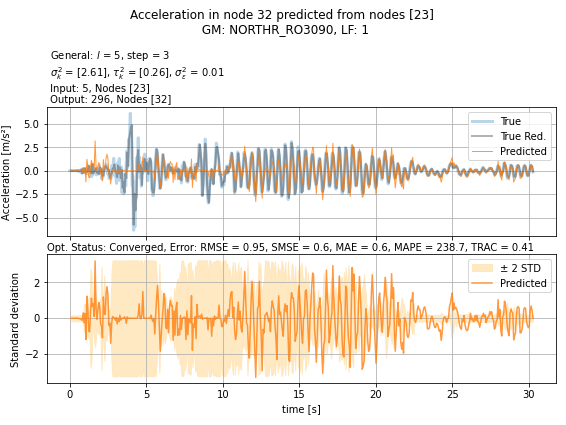 Acceleration in node 32 predicted from nodes [23]
GM: NORTHR_RO3090, LF: 1
General: l = 5, step = 3
σ²ₖ = [2.61], τ²ₖ = [0.26], σ²ε = 0.01
Input: 5, Nodes [23]
Output: 296, Nodes [32]
Acceleration [m/s²]
5.0
2.5
0.0
−2.5
−5.0
True
True Red.
Predicted
Opt. Status: Converged, Error: RMSE = 0.95, SMSE = 0.6, MAE = 0.6, MAPE = 238.7, TRAC = 0.41
Standard deviation
2
0
−2
± 2 STD
Predicted
0 5 10 15 20 25 30
time [s]